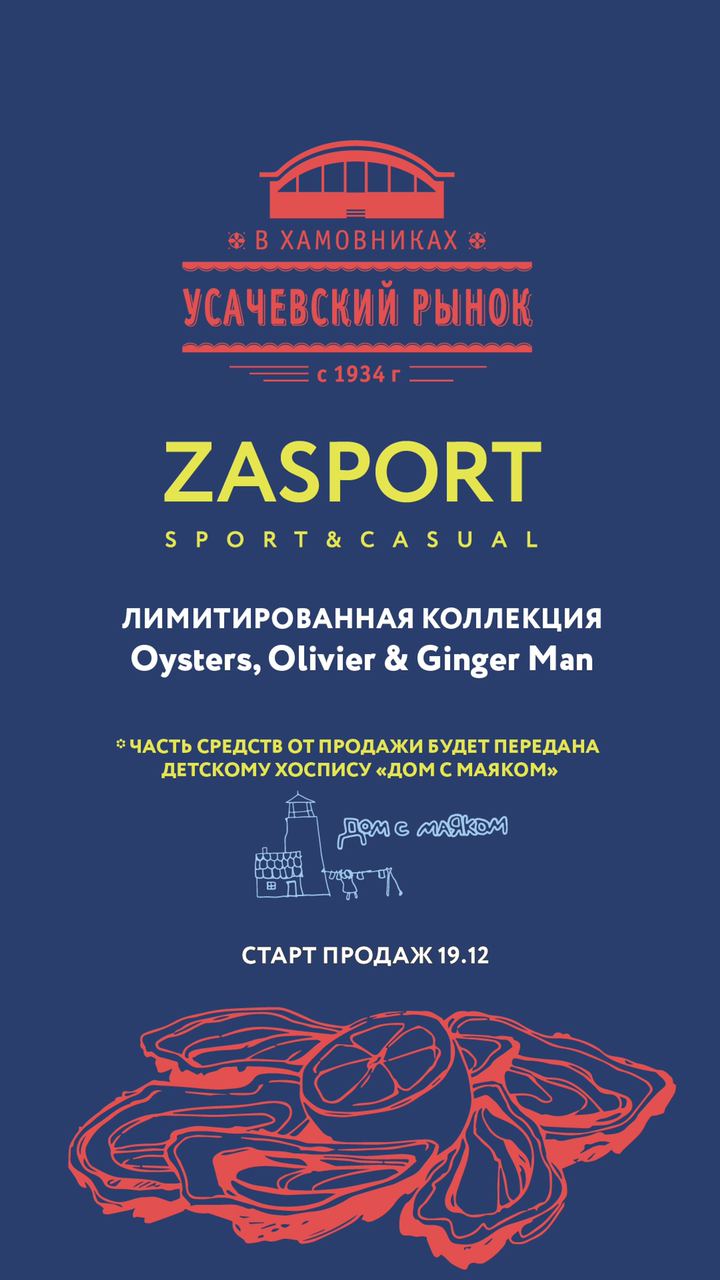 В ХАМОВНИКАХ
УСАЧЕВСКИЙ РЫНОК
с 1934 г
ZASPORT
SPORT&CASUAL
ЛИМИТИРОВАННАЯ КОЛЛЕКЦИЯ
Oysters, Olivier & Ginger Man
* ЧАСТЬ СРЕДСТВ ОТ ПРОДАЖИ БУДЕТ ПЕРЕДАНА
ДЕТСКОМУ ХОСПИСУ «ДОМ С МАЯКОМ»
ДОМ С МАЯКОМ
СТАРТ ПРОДАЖ 19.12